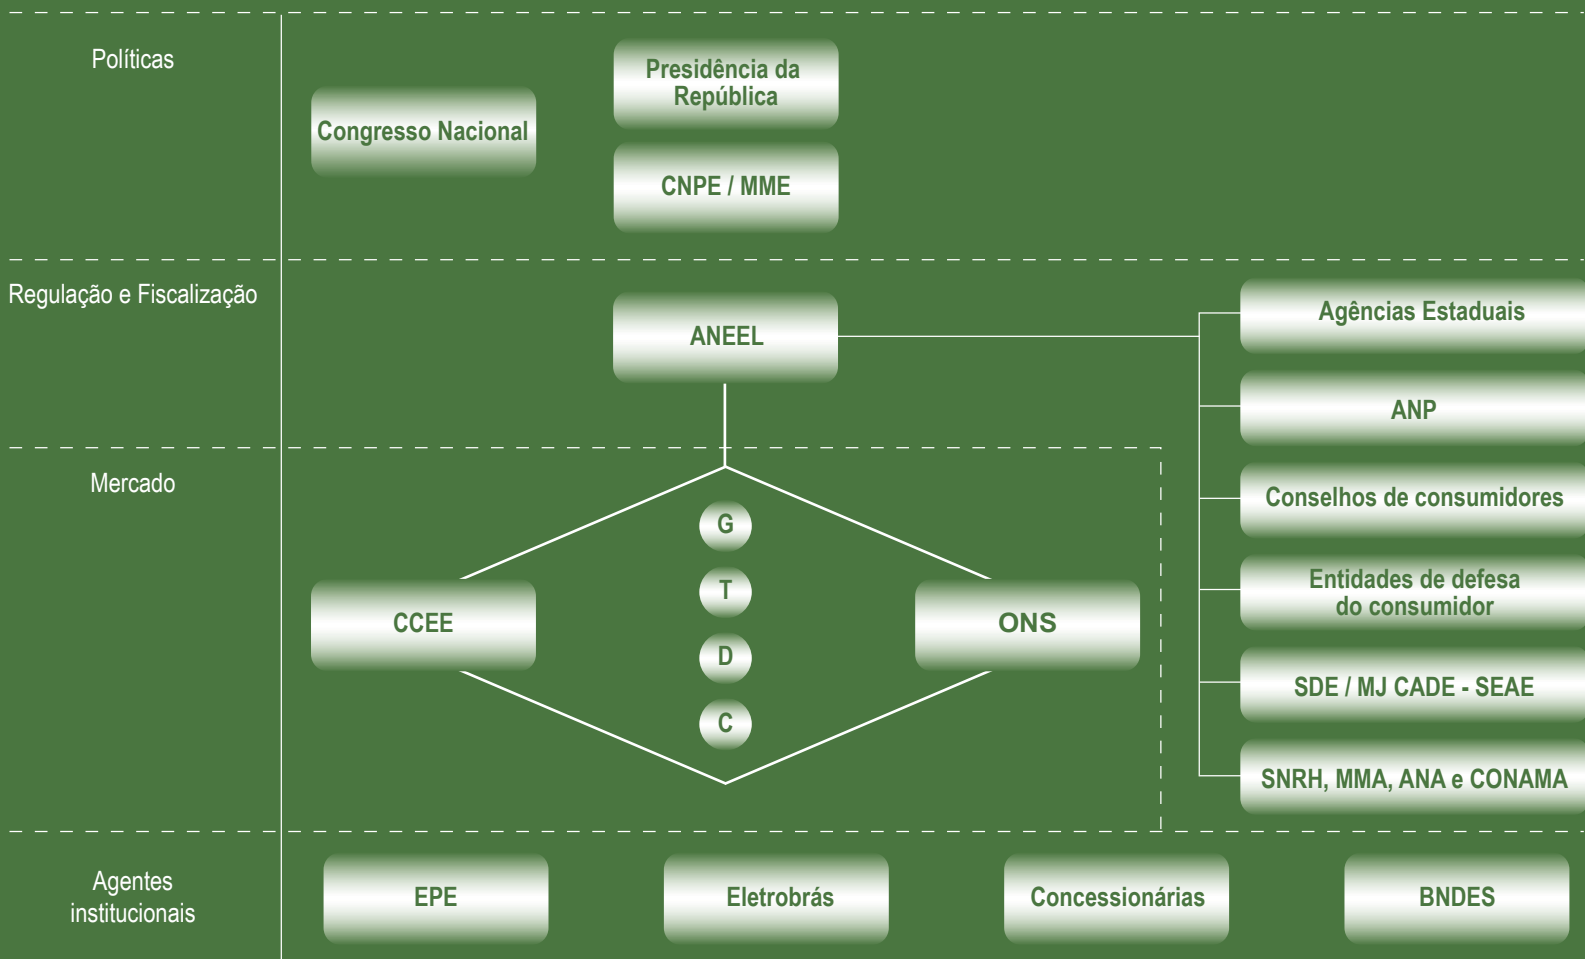 Políticas
Congresso Nacional
Presidência da
República
CNPE / MME
Regulação e Fiscalização
ANEEL
Agências Estaduais
ANP
Conselhos de consumidores
Entidades de defesa
do consumidor
SDE / MJ CADE - SEAE
SNRH, MMA, ANA e CONAMA
Mercado
G
T
D
C
CCEE
ONS
Agentes
institucionais
EPE
Eletrobrás
Concessionárias
BNDES